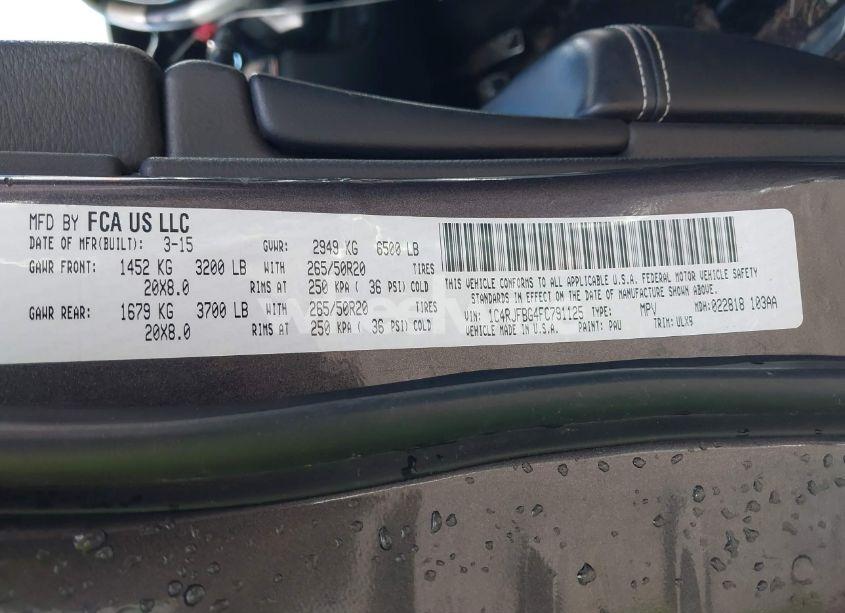 MFD BY FCA US LLC
DATE OF MFR(BUILT): 3-15 GVWR: 2949 KG 6500 LB
GAWR FRONT: 1452 KG 3200 LB WITH 265/50R20 TIRES
20X8.0 RIMS AT 250 KPA ( 36 PSI) COLD
GAWR REAR: 1679 KG 3700 LB WITH 265/50R20 TIRES
20X8.0 RIMS AT 250 KPA ( 36 PSI) COLD
THIS VEHICLE CONFORMS TO ALL APPLICABLE U.S.A. FEDERAL MOTOR VEHICLE SAFETY
STANDARDS IN EFFECT ON THE DATE OF MANUFACTURE SHOWN ABOVE.
VIN: 1C4RJFBG4FC791125 TYPE: MPV MDH: 022818 103AA
VEHICLE MADE IN U.S.A. PAINT: PAU TRIM: ULX9